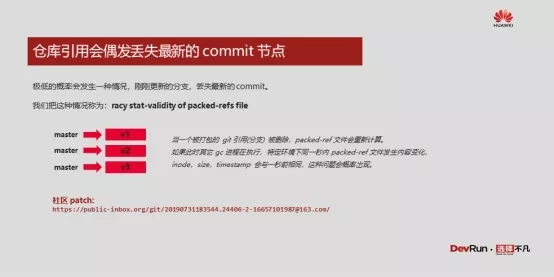 HUAWEI
仓库引用会偶发丢失最新的 commit 节点
极低的概率会发生一种情况，刚刚更新的分支，丢失最新的commit。
我们把这种情况称为：racy stat-validity of packed-refs file
master v1
master v2
master v3
当一个被打包的 git 引用(分支) 被删除，packed-ref 文件会重新计算。
如果此时其它 gc 进程在执行，特定环境下同一秒内 packed-ref 文件发生内容变化，
inode，size，timestamp 会与一秒前相同，这种问题会概率出现。
社区 patch:
https://public-inbox.org/git/20190731183544.24406-2-16657101987@163.com/
DevRun · 选择不凡